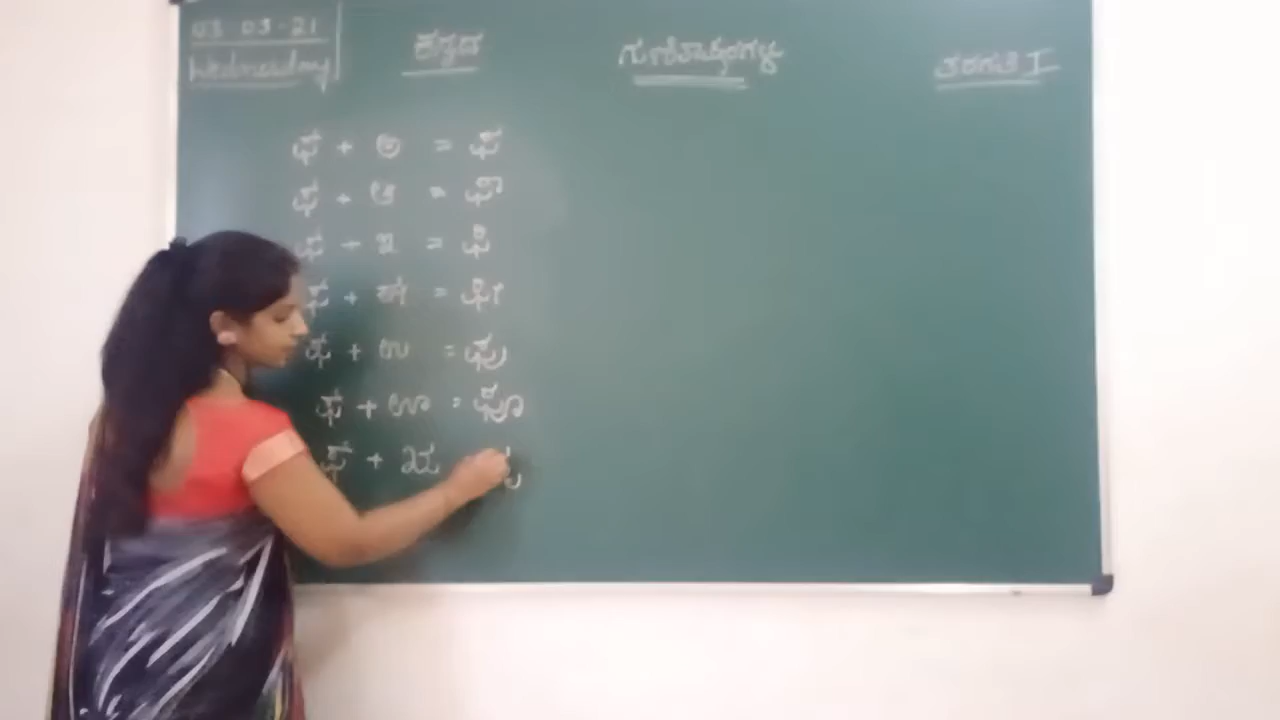 03 03-21
Wednesday
ಕನ್ನಡ
ಗುಣಿತಾಕ್ಷರಗಳು
ತರಗತಿ I
ಫ್ + ಅ = ಫ
ಫ್ + ಆ = ಫಾ
ಫ್ + ಇ = ಫಿ
ಫ್ + ಈ = ಫೀ
ಫ್ + ಉ = ಫು
ಫ್ + ಊ = ಫೂ
ಫ್ + ಋ